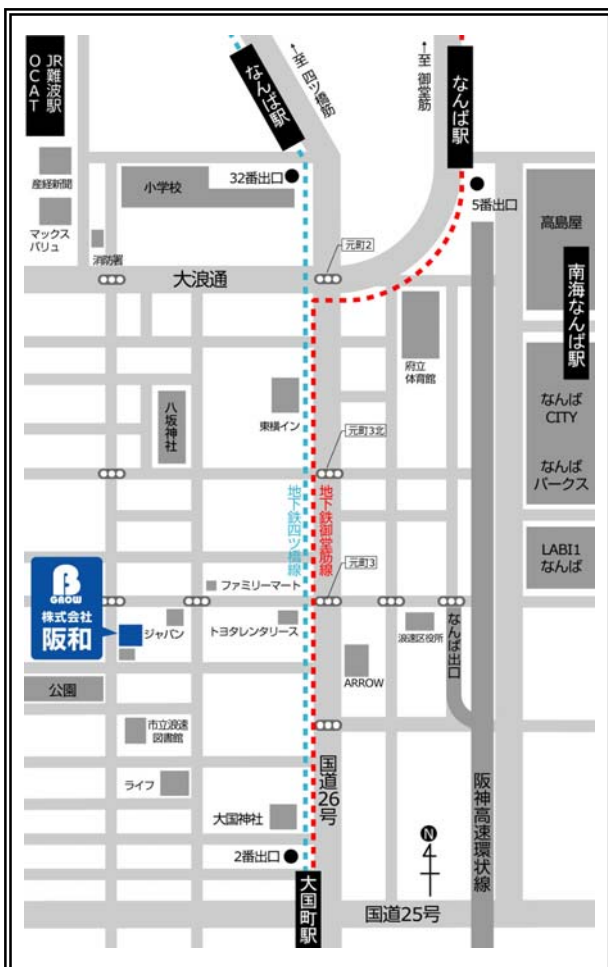 JR難波駅
OCAT
なんば駅
↑至 四ツ橋筋
↑至 御堂筋
なんば駅
産経新聞
マックス
バリュ
消防署
小学校
32番出口
5番出口
高島屋
南海なんば駅
元町2
大浪通
府立
体育館
なんば
CITY
なんば
パークス
八坂
神社
東横イン
元町3北
地下鉄四ツ橋線
地下鉄御堂筋線
LABI1
なんば
B
GROW
株式会社
阪和
ファミリーマート
元町3
ジャパン
トヨタレンタリース
浪速区役所
なんば出口
ARROW
公園
市立浪速
図書館
国道26号
阪神高速環状線
ライフ
大国神社
2番出口
N
大国町駅
国道25号